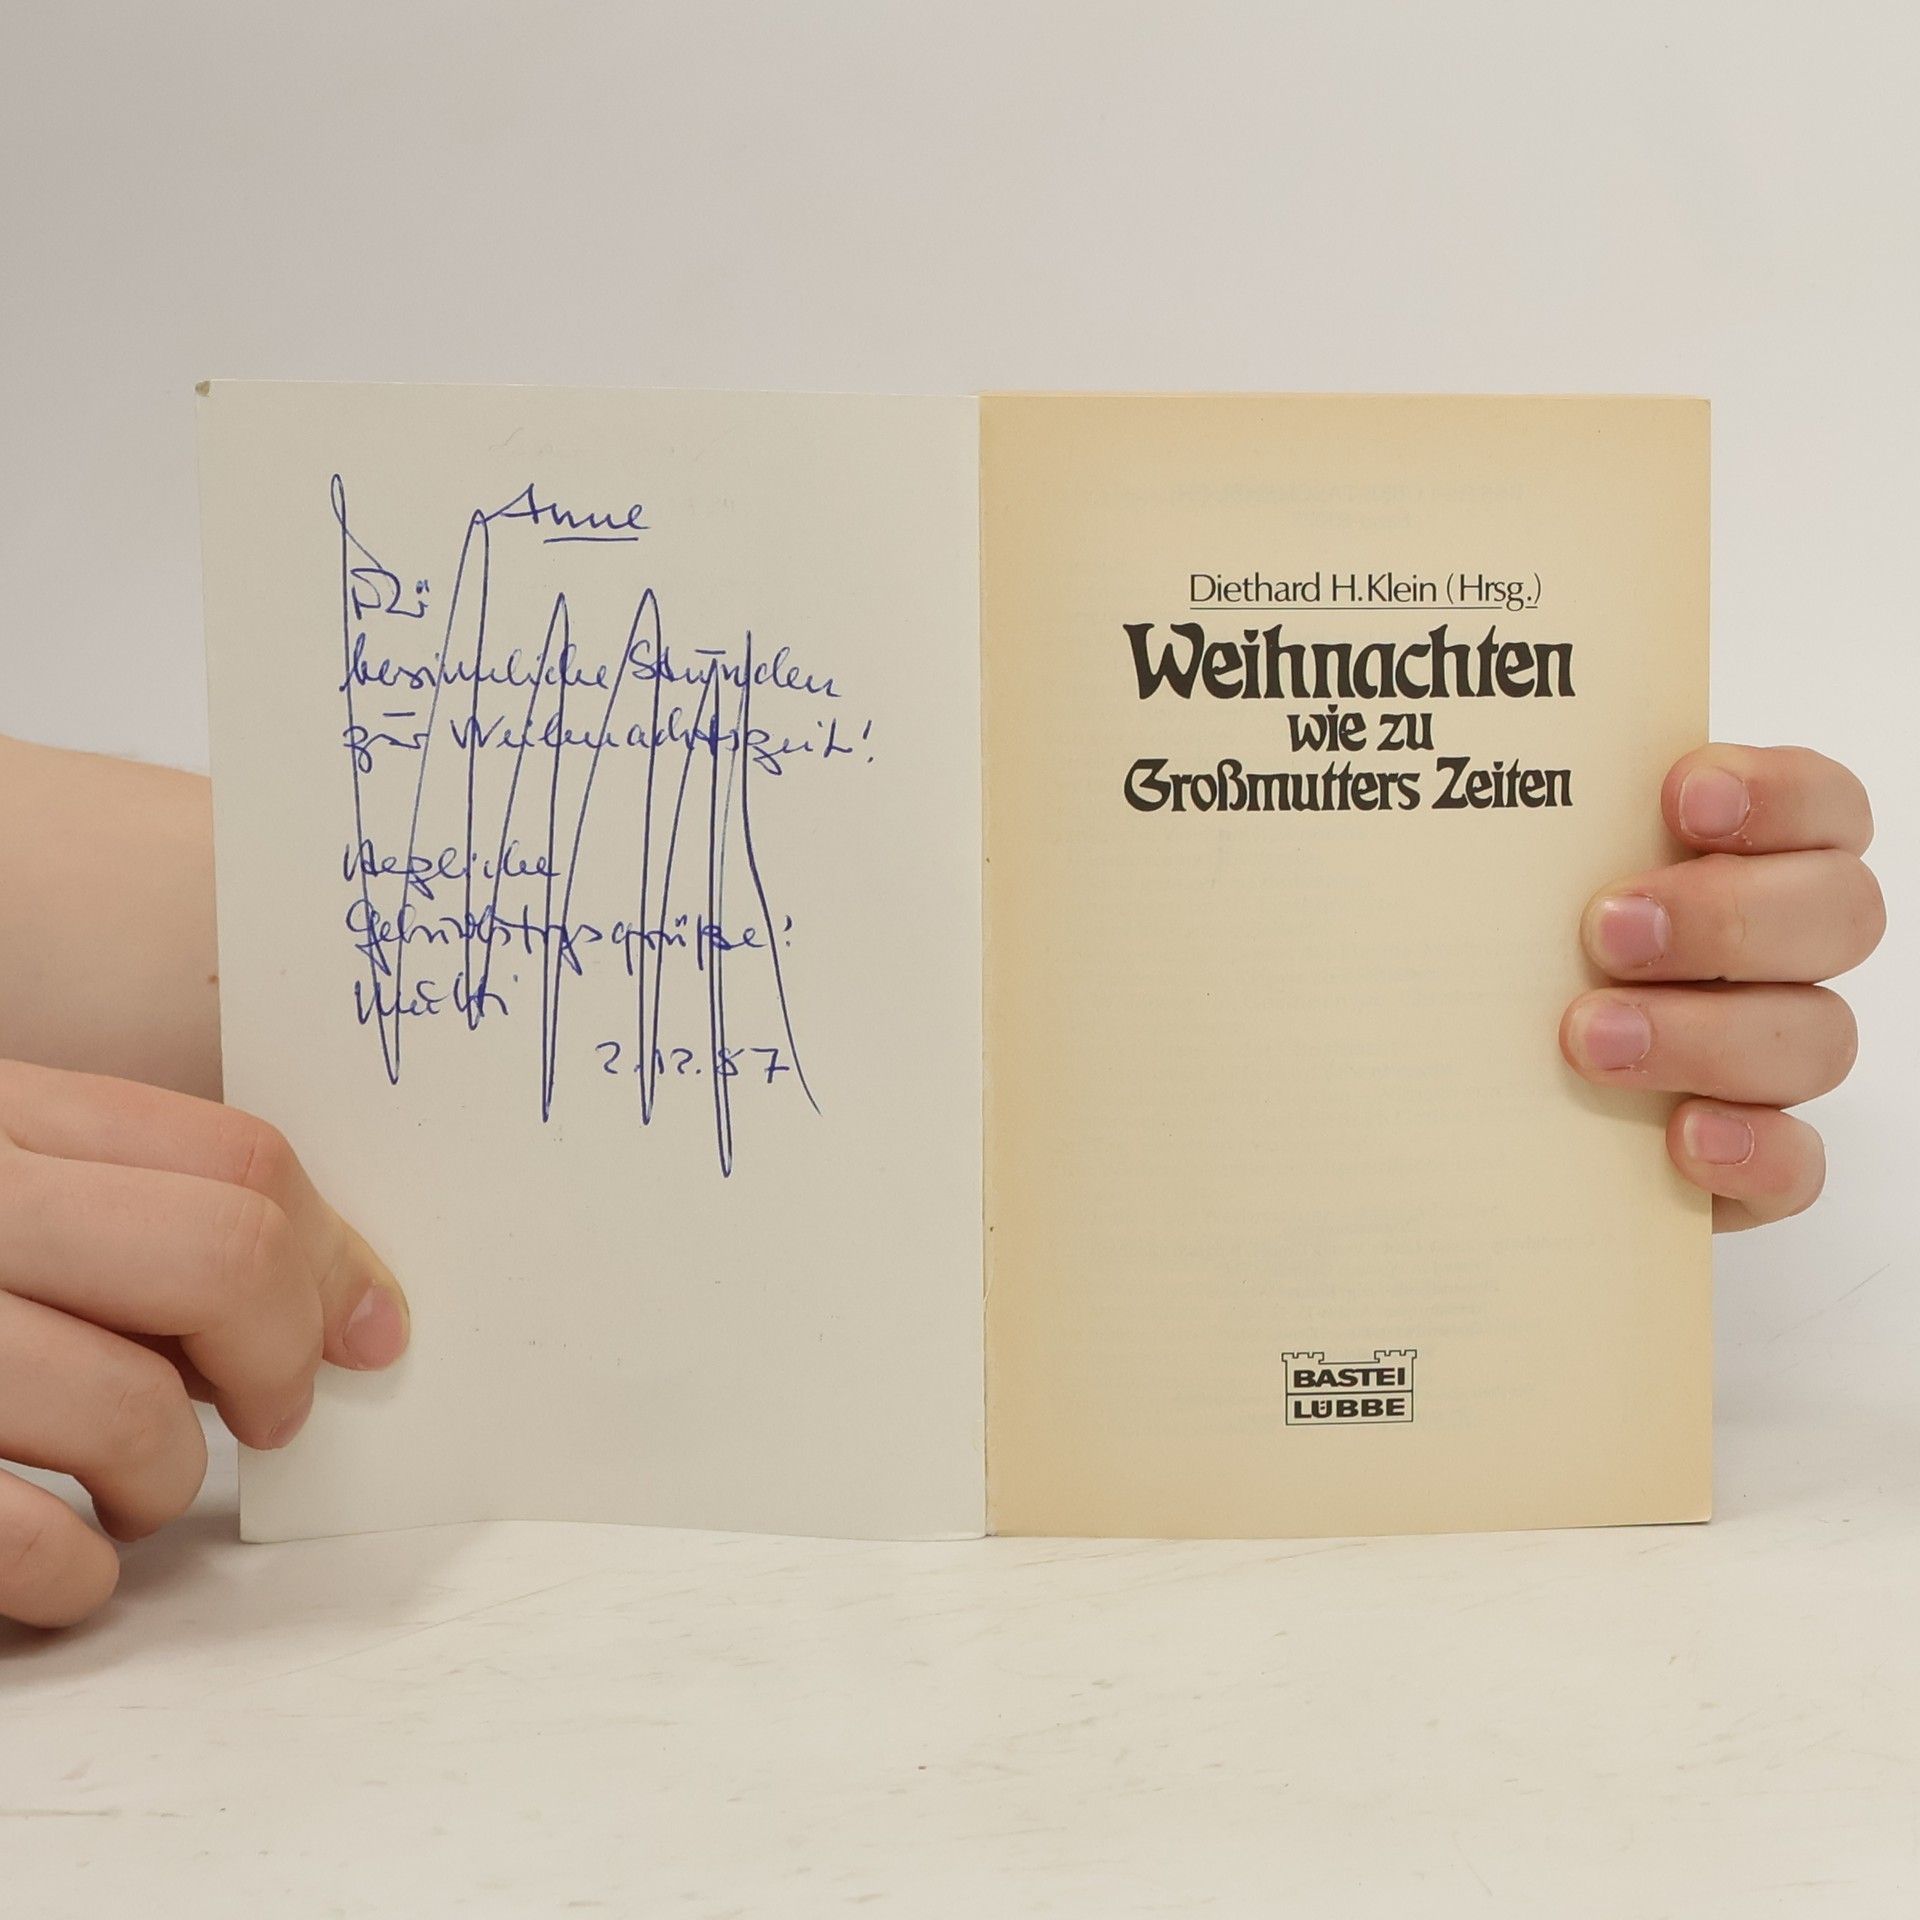 Anne
Für
besinnliche Stunden
zur Weihnachtszeit!
Herzliche
Geburtstagsgrüße!
2.12.87
Diethard H. Klein (Hrsg.)
Weihnachten
wie zu
Großmutters Zeiten
BASTEI
LÜBBE